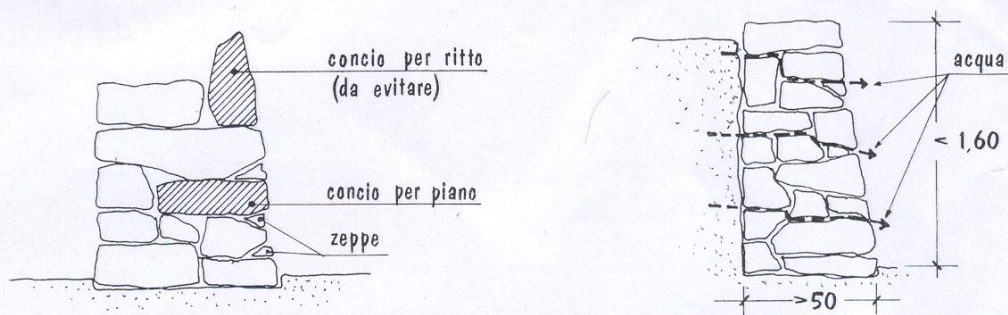 concio per ritto
(da evitare)
concio per piano
zeppe
acqua
< 1,60
>50